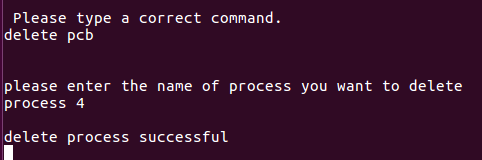 Please type a correct command.
delete pcb
please enter the name of process you want to delete
process 4
delete process successful